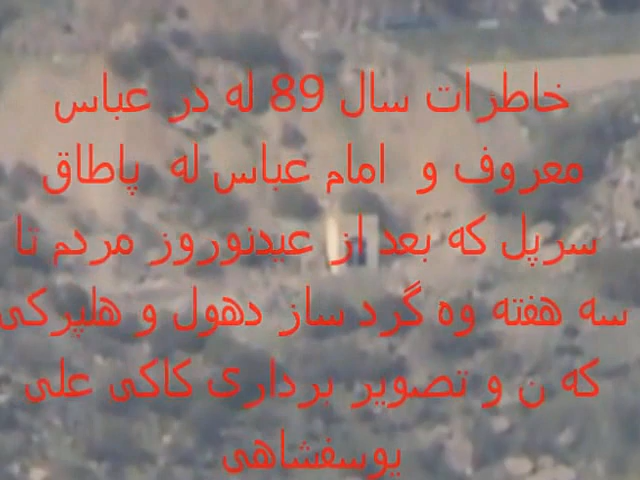 خاطرات سال 89 له در عباس
معروف و امام عباس له پاطاق
سرپل که بعد از عیدنوروز مردم تا
سه هفته وه گرد ساز دهول و هلپرکی
که ن و تصویر برداری کاکی علی
یوسفشاهی